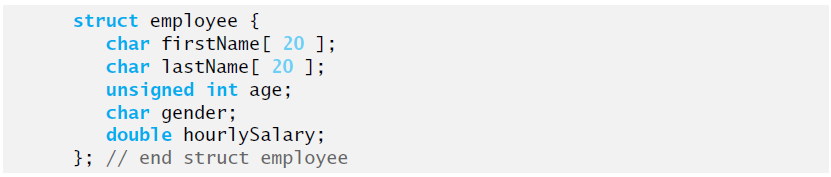 struct employee {
char firstName[ 20 ];
char lastName[ 20 ];
unsigned int age;
char gender;
double hourlySalary;
}; // end struct employee